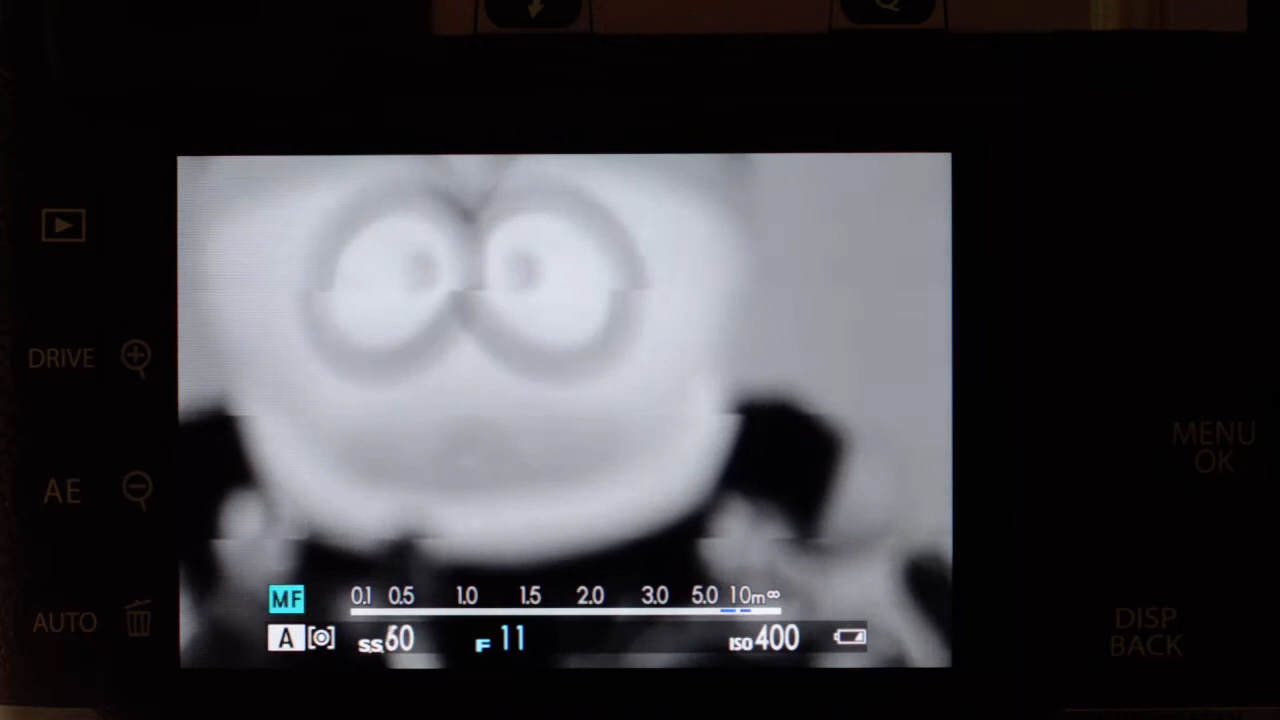 Q
DRIVE
AE
AUTO
MENU
OK
DISP
BACK
MF 0.1 0.5 1.0 1.5 2.0 3.0 5.0 10m∞
A S.S. 60 F 11 ISO 400